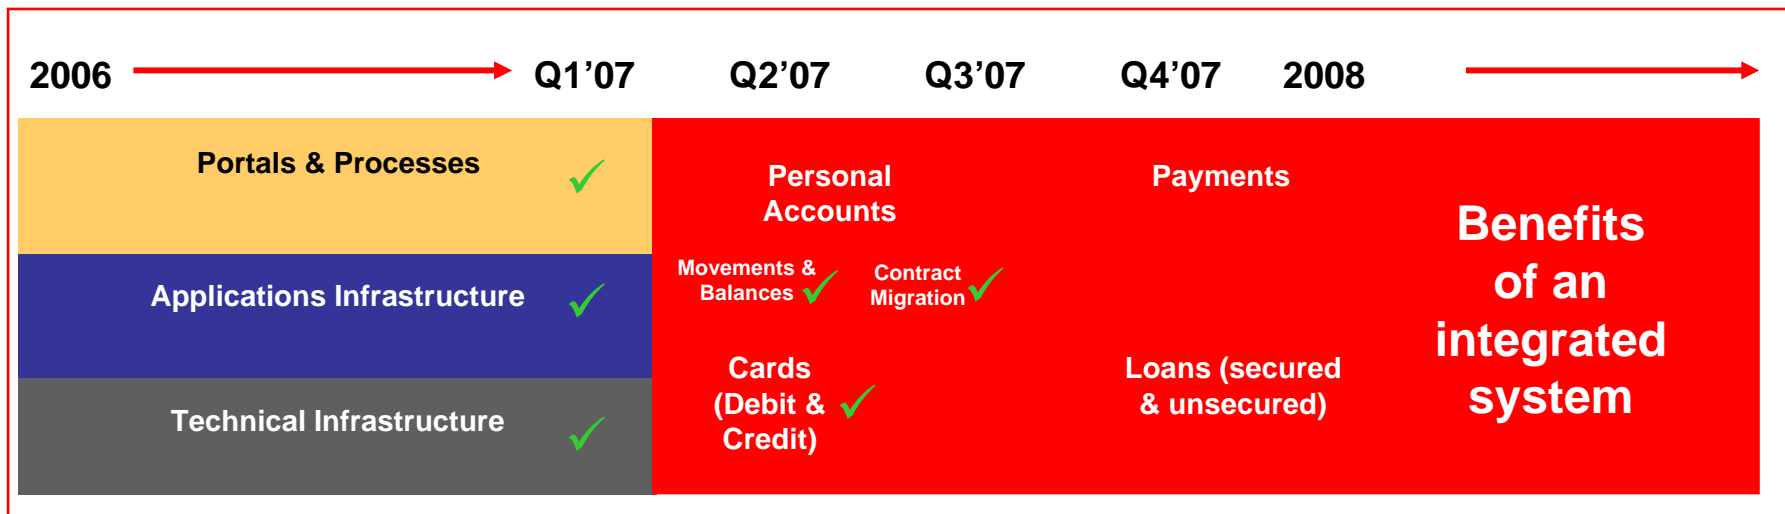 2006 Q1’07 Q2’07 Q3’07 Q4’07 2008
Portals & Processes
Applications Infrastructure
Technical Infrastructure
Personal
Accounts
Movements &
Balances
Contract
Migration
Cards
(Debit &
Credit)
Payments
Loans (secured
& unsecured)
Benefits
of an
integrated
system